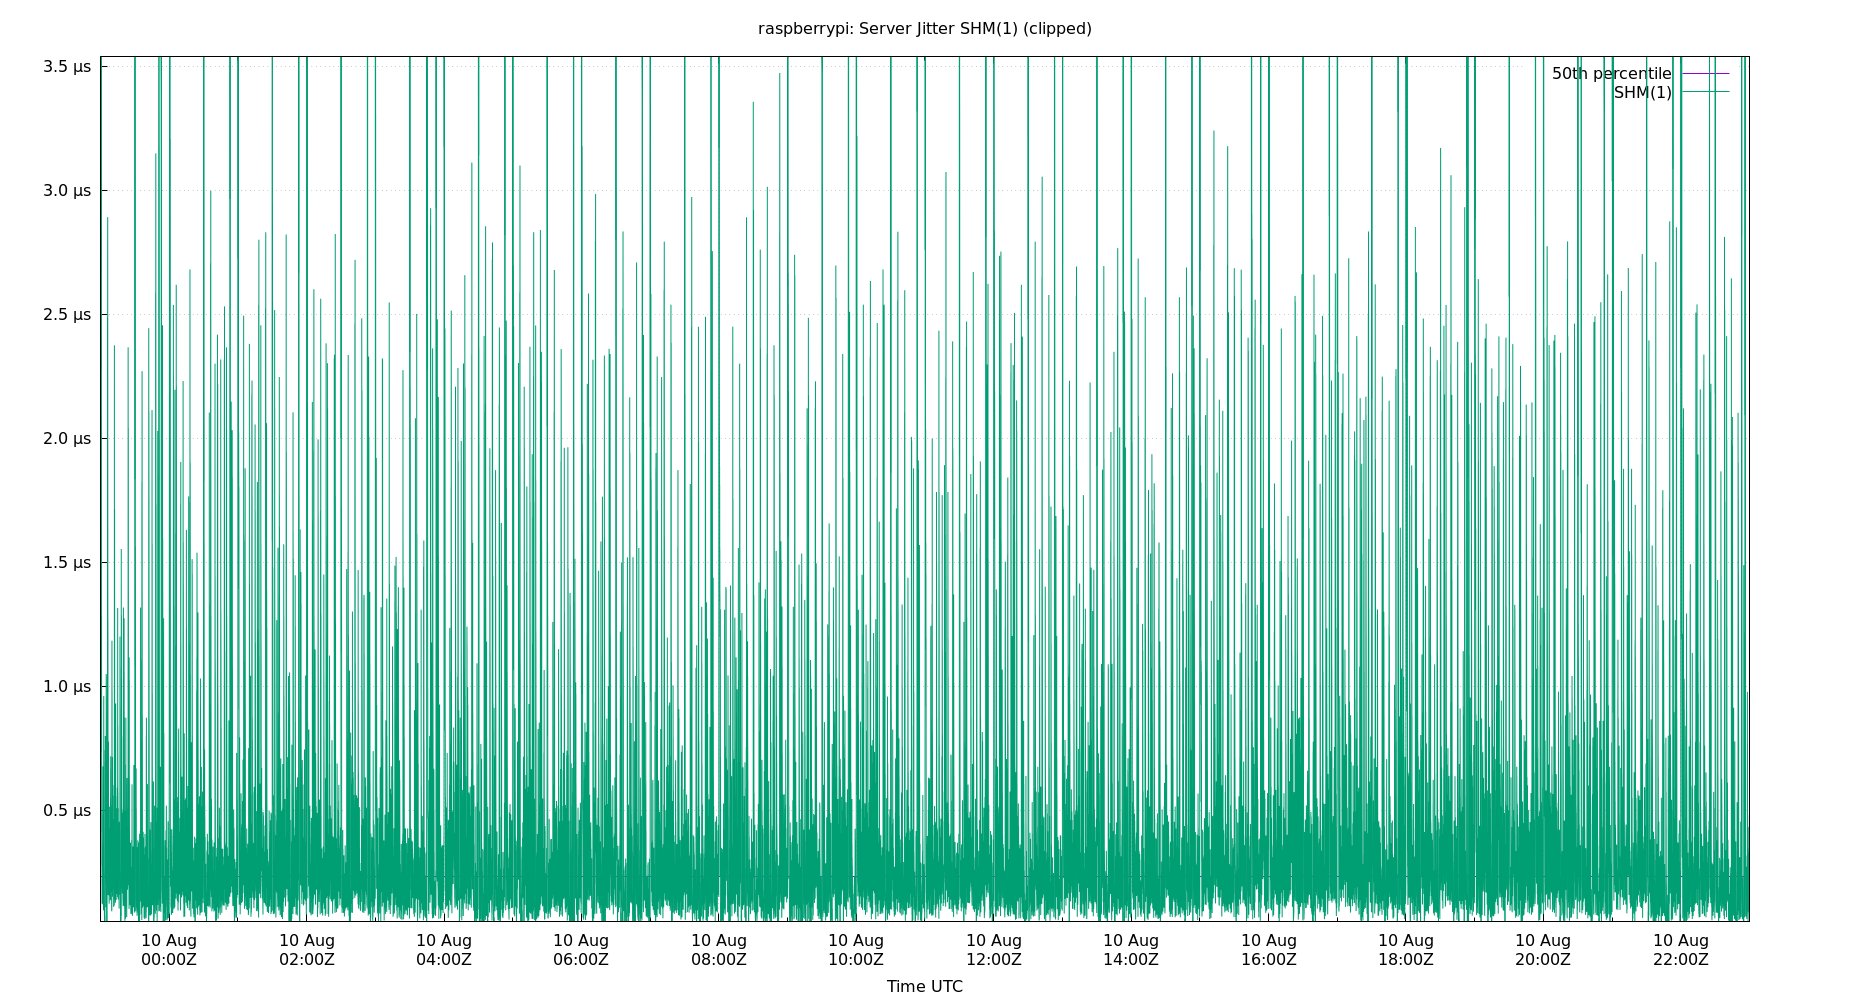 raspberrypi: Server Jitter SHM(1) (clipped)
3.5 µs
3.0 µs
2.5 µs
2.0 µs
1.5 µs
1.0 µs
0.5 µs
50th percentile
SHM(1)
10 Aug 10 Aug 10 Aug 10 Aug 10 Aug 10 Aug 10 Aug 10 Aug 10 Aug 10 Aug 10 Aug 10 Aug
00:00Z 02:00Z 04:00Z 06:00Z 08:00Z 10:00Z 12:00Z 14:00Z 16:00Z 18:00Z 20:00Z 22:00Z
Time UTC